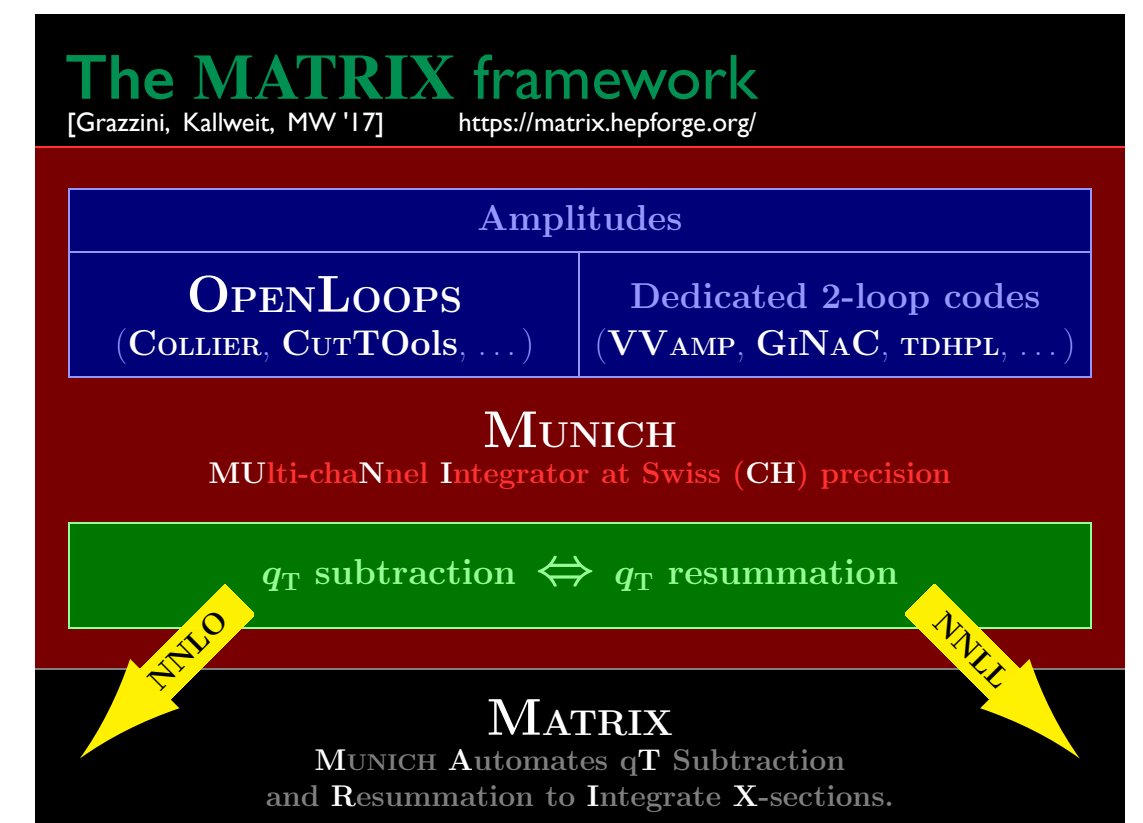 The MATRIX framework
[Grazzini, Kallweit, MW '17] https://matrix.hepforge.org/
Amplitudes
OPENLOOPS
(COLLIER, CUTTOOls, ...)
Dedicated 2-loop codes
(VVAMP, GINAC, TDHPL, ...)
MUNICH
MUlti-chaNnel Integrator at Swiss (CH) precision
qT subtraction ⇔ qT resummation
NNLO
NNLL
MATRIX
MUNICH Automates qT Subtraction
and Resummation to Integrate X-sections.